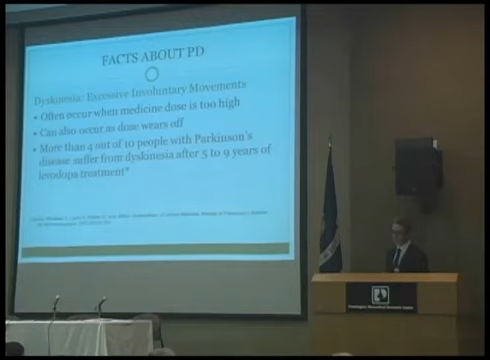 FACTS ABOUT PD
Dyskinesia: Excessive Involuntary Movements
• Often occur when medicine dose is too high
• Can also occur as dose wears off
• More than 4 out of 10 people with Parkinson's
disease suffer from dyskinesia after 5 to 9 years of
levodopa treatment*